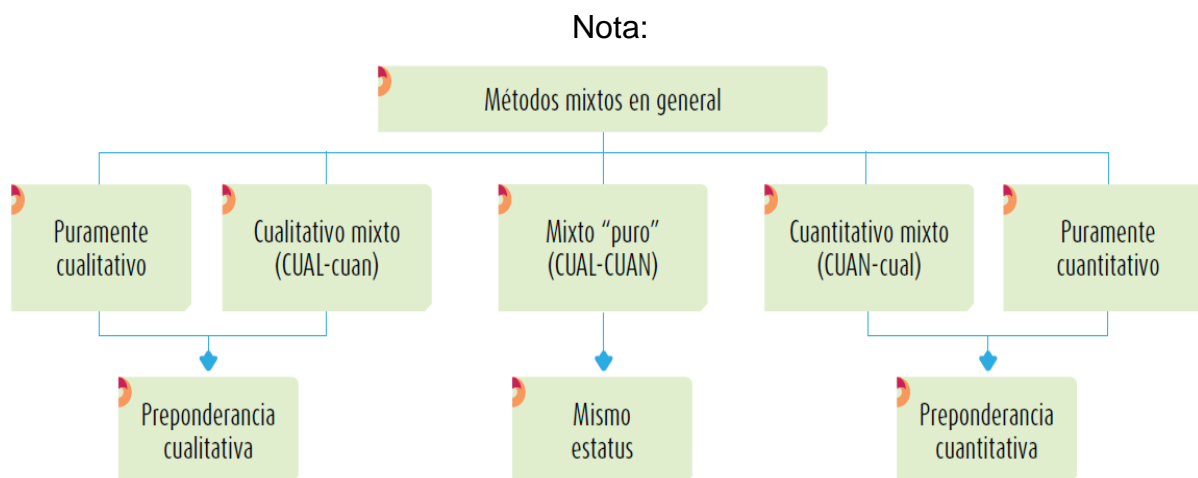 Nota:
Métodos mixtos en general
Puramente
cualitativo
Cualitativo mixto
(CUAL-cuan)
Mixto “puro”
(CUAL-CUAN)
Cuantitativo mixto
(CUAN-cual)
Puramente
cuantitativo
Preponderancia
cualitativa
Mismo
estatus
Preponderancia
cuantitativa